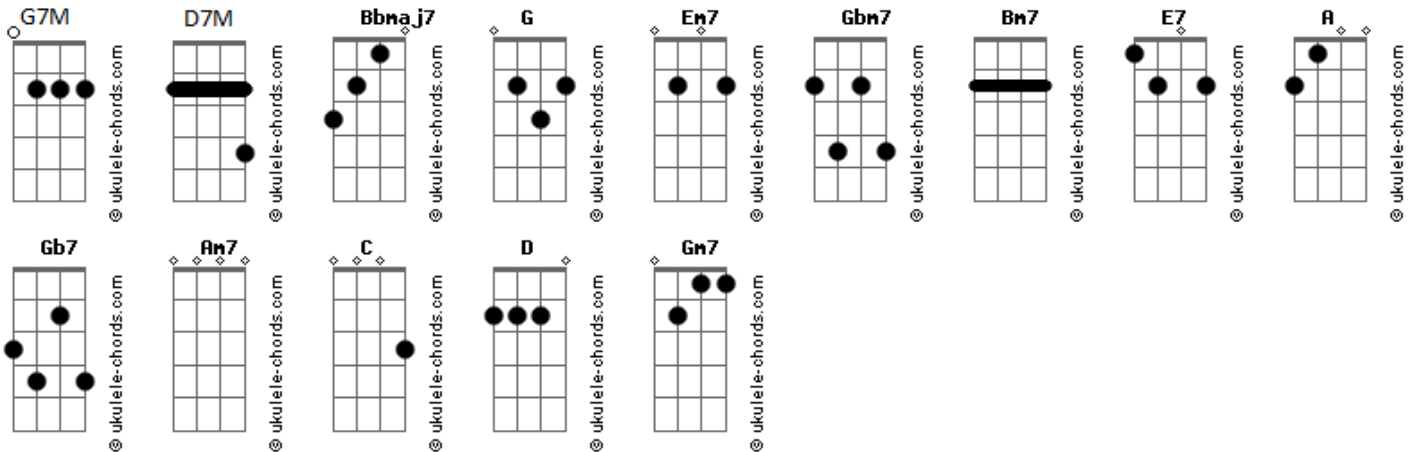 G7M D7M Bbmaj7 G Em7 Gbm7 Bm7 E7 A
© ukulele-chords.com © ukulele-chords.com © ukulele-chords.com © ukulele-chords.com © ukulele-chords.com © ukulele-chords.com © ukulele-chords.com © ukulele-chords.com © ukulele-chords.com
Gb7 Am7 C D Gm7
© ukulele-chords.com © ukulele-chords.com © ukulele-chords.com © ukulele-chords.com © ukulele-chords.com